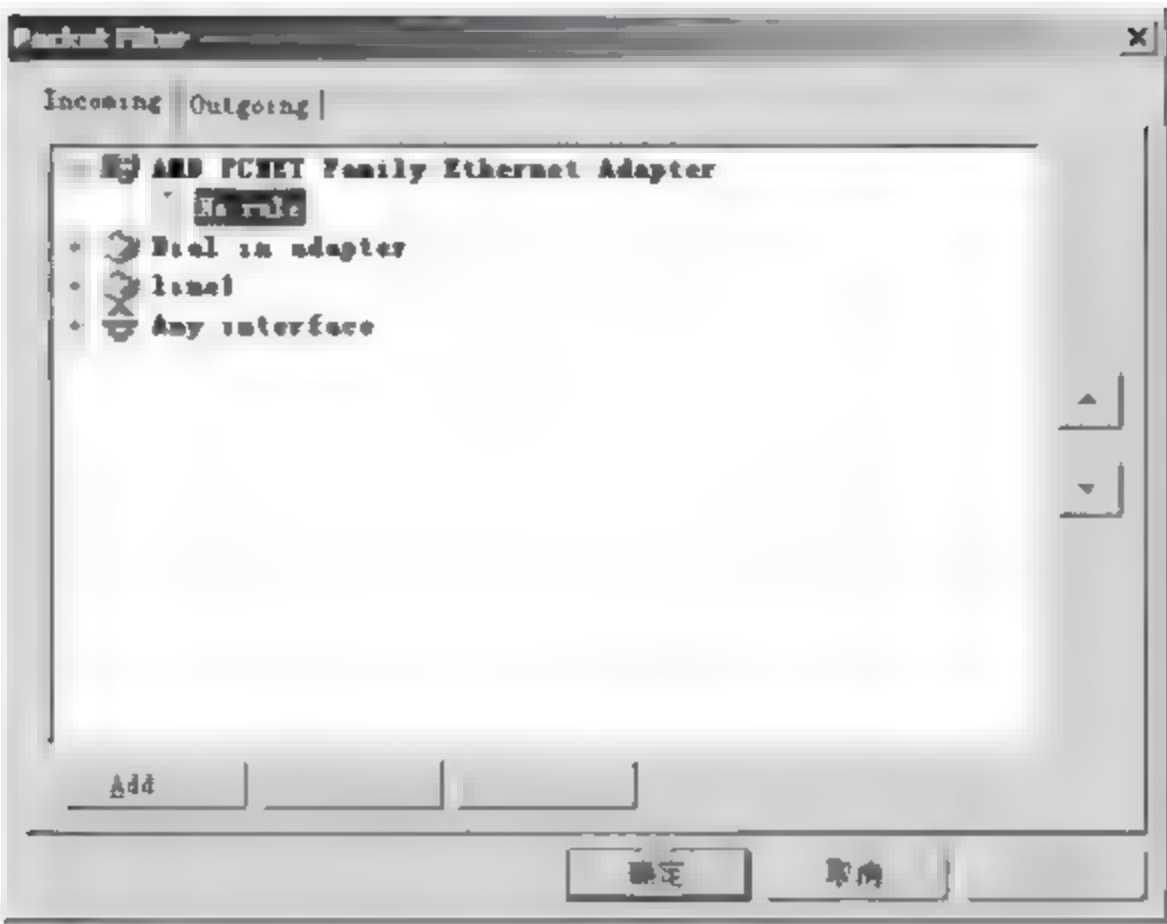 Packet Filter
Incoming Outgoing
AMD PCNET Family Ethernet Adapter
No rule
Dial in adapter
line1
Any interface
Add
确定 取消